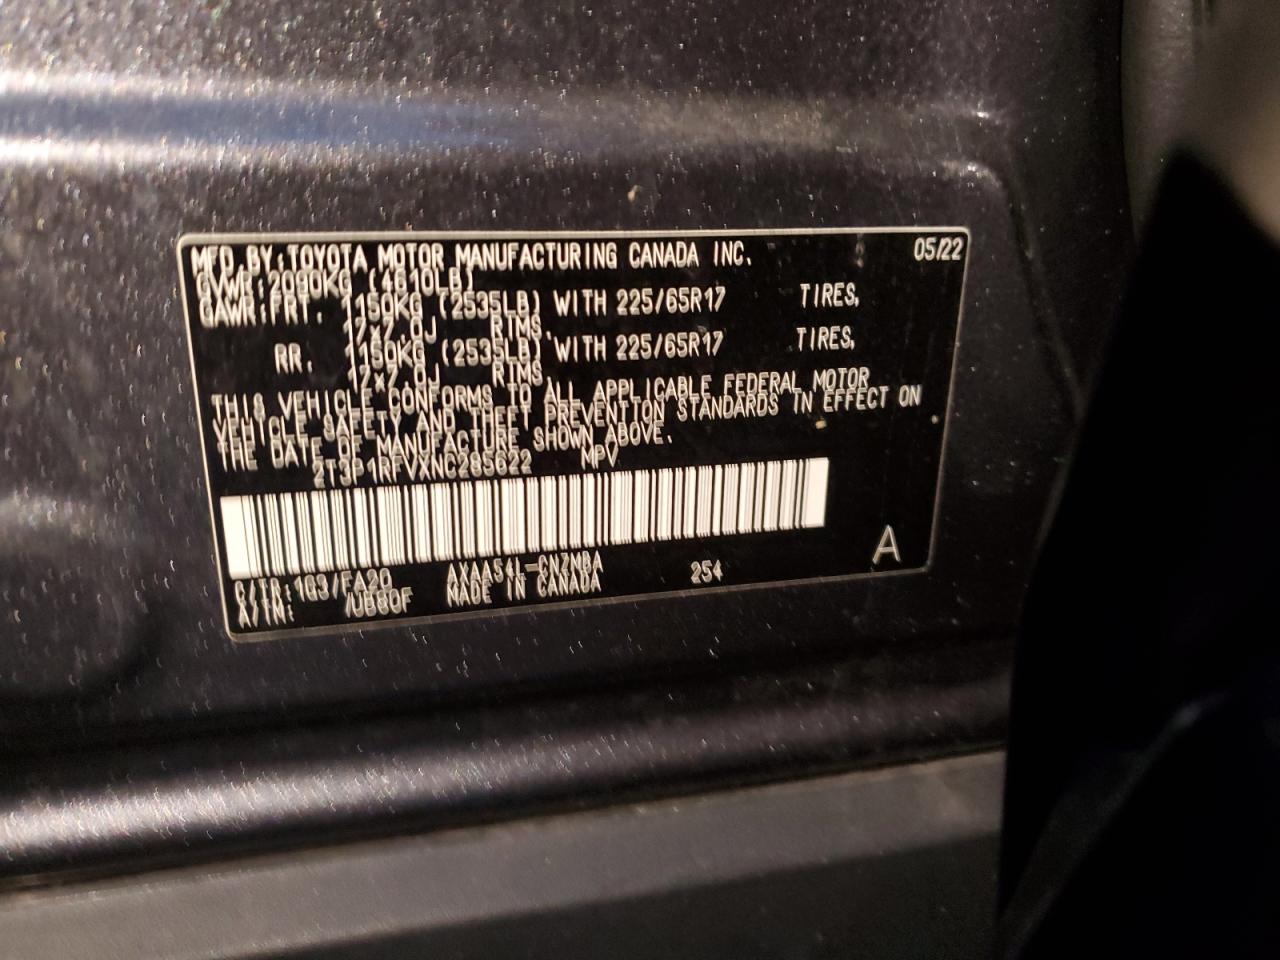 MFD BY:TOYOTA MOTOR MANUFACTURING CANADA INC. 05/22
GVWR:2090KG (4610LB)
GAWR:FRT. 1150KG (2535LB) WITH 225/65R17 TIRES,
17x7.0J RIMS,
RR. 1150KG (2535LB) WITH 225/65R17 TIRES,
17x7.0J RIMS
THIS VEHICLE CONFORMS TO ALL APPLICABLE FEDERAL MOTOR
VEHICLE SAFETY AND THEFT PREVENTION STANDARDS IN EFFECT ON
THE DATE OF MANUFACTURE SHOWN ABOVE.
2T3P1RFVXNC285622 MPV
A
C/TR:1G3/FA20 AXAA54L-CNZNBA 254
A/TM: /UB80F MADE IN CANADA